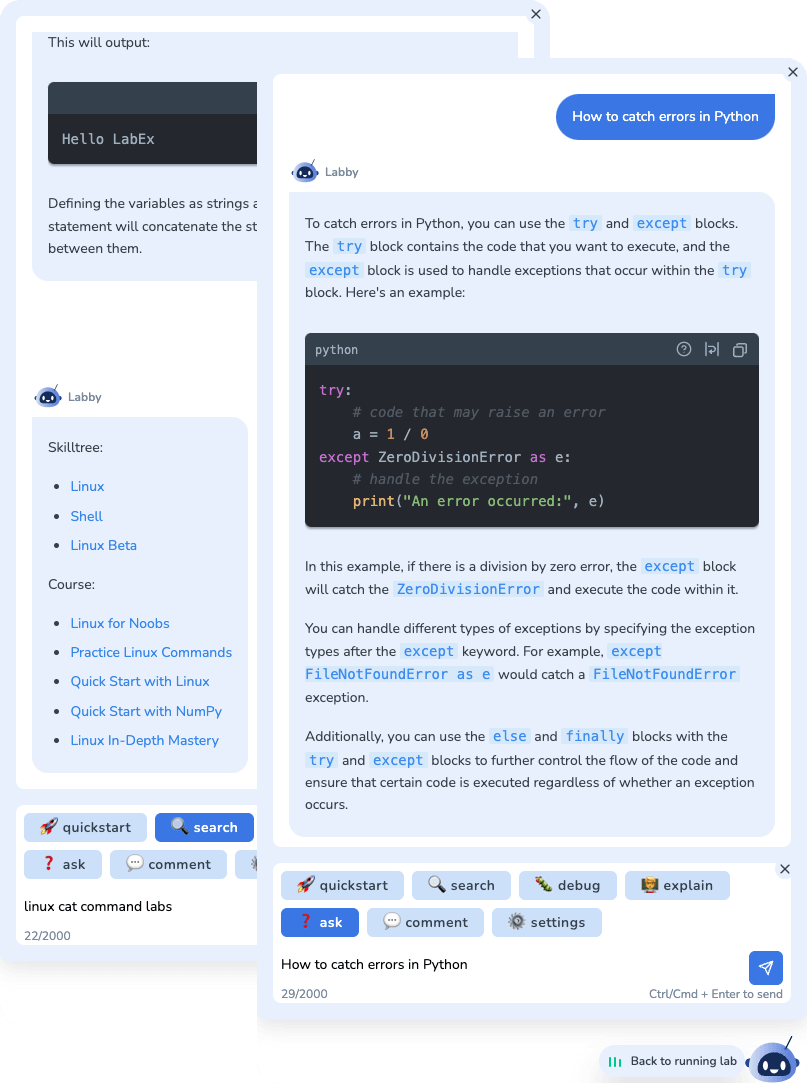 This will output:
Hello LabEx
Defining the variables as strings
statement will concatenate the
between them.
Labby
Skilltree:
Linux
Shell
Linux Beta
Course:
Linux for Noobs
Practice Linux Commands
Quick Start with Linux
Quick Start with NumPy
Linux In-Depth Mastery
quickstart
search
ask
comment
linux cat command labs
22/2000
How to catch errors in Python
Labby
To catch errors in Python, you can use the try and except blocks.
The try block contains the code that you want to execute, and the
except block is used to handle exceptions that occur within the try
block. Here's an example:
python
try:
    # code that may raise an error
    a = 1 / 0
except ZeroDivisionError as e:
    # handle the exception
    print("An error occurred:", e)
In this example, if there is a division by zero error, the except block
will catch the ZeroDivisionError and execute the code within it.
You can handle different types of exceptions by specifying the exception
types after the except keyword. For example, except
FileNotFoundError as e would catch a FileNotFoundError
exception.
Additionally, you can use the else and finally blocks with the
try and except blocks to further control the flow of the code and
ensure that certain code is executed regardless of whether an exception
occurs.
quickstart search debug explain
ask comment settings
How to catch errors in Python
29/2000
Ctrl/Cmd + Enter to send
Back to running lab